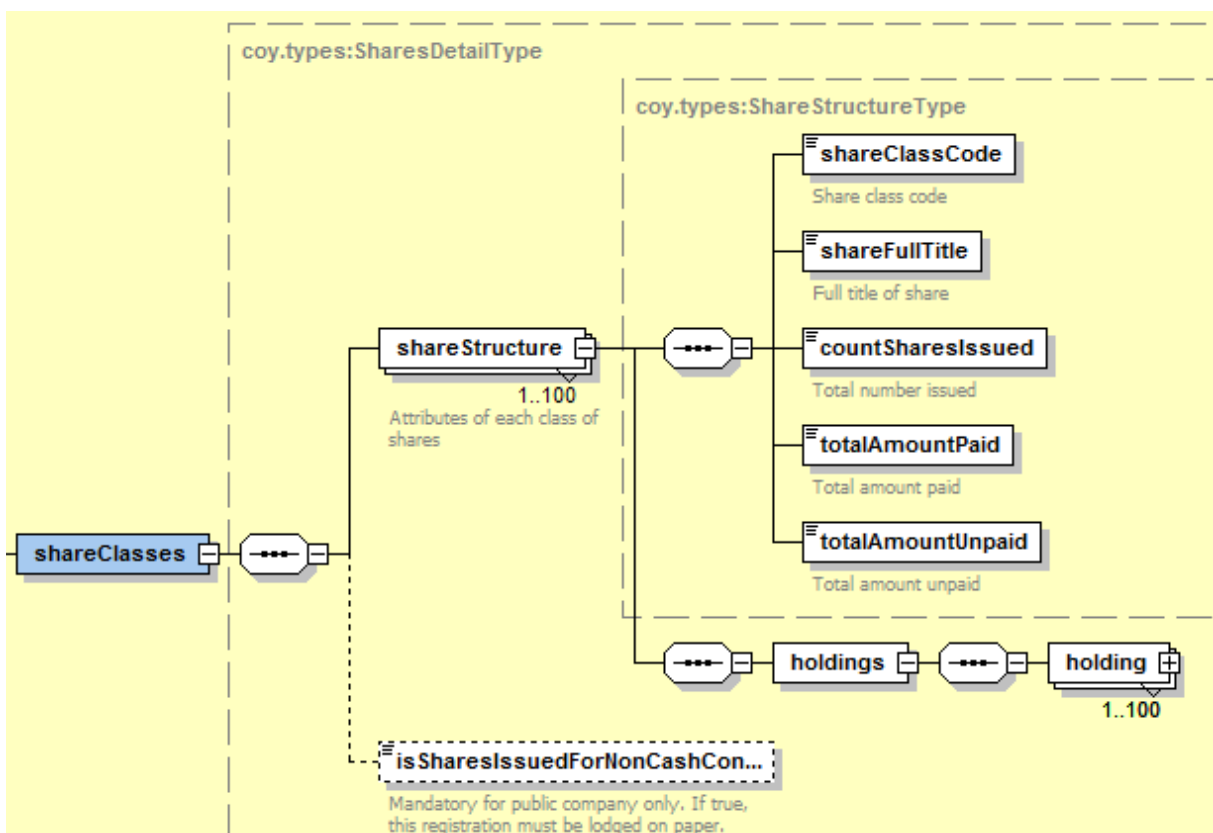 coy.types:SharesDetailType
coy.types:ShareStructureType
shareClassCode
Share class code
shareFullTitle
Full title of share
shareStructure
1..100
Attributes of each class of
shares
countSharesIssued
Total number issued
totalAmountPaid
Total amount paid
shareClasses
totalAmountUnpaid
Total amount unpaid
holdings
holding
1..100
isSharesIssuedForNonCashCon...
Mandatory for public company only. If true,
this registration must be lodged on paper.